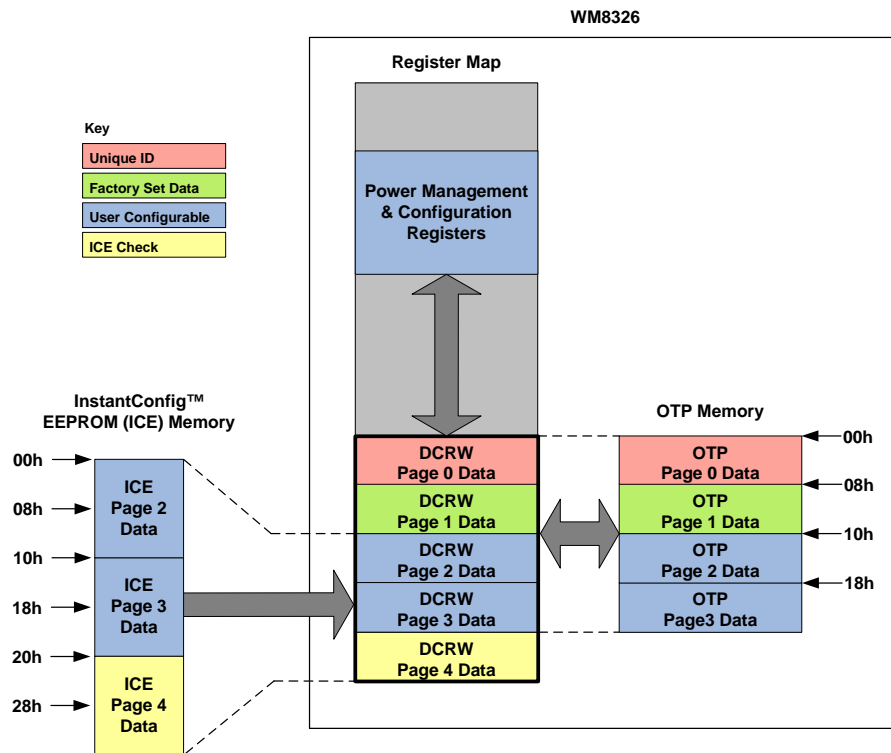 WM8326
Register Map
Key
Unique ID
Factory Set Data
User Configurable
ICE Check
Power Management
& Configuration
Registers
InstantConfig™
EEPROM (ICE) Memory
00h
08h
10h
18h
20h
28h
ICE
Page 2
Data
ICE
Page 3
Data
ICE
Page 4
Data
DCRW
Page 0 Data
DCRW
Page 1 Data
DCRW
Page 2 Data
DCRW
Page 3 Data
DCRW
Page 4 Data
OTP Memory
OTP
Page 0 Data
OTP
Page 1 Data
OTP
Page 2 Data
OTP
Page3 Data
00h
08h
10h
18h